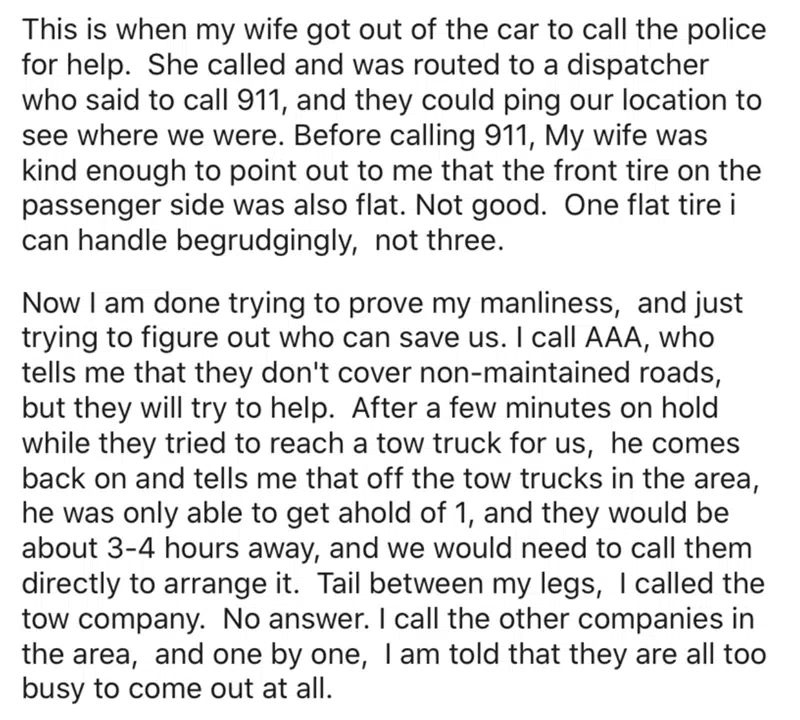 This is when my wife got out of the car to call the police
for help.  She called and was routed to a dispatcher
who said to call 911, and they could ping our location to
see where we were. Before calling 911, My wife was
kind enough to point out to me that the front tire on the
passenger side was also flat. Not good.  One flat tire i
can handle begrudgingly,  not three.

Now I am done trying to prove my manliness,  and just
trying to figure out who can save us. I call AAA, who
tells me that they don't cover non-maintained roads,
but they will try to help.  After a few minutes on hold
while they tried to reach a tow truck for us,  he comes
back on and tells me that off the tow trucks in the area,
he was only able to get ahold of 1, and they would be
about 3-4 hours away, and we would need to call them
directly to arrange it.  Tail between my legs,  I called the
tow company.  No answer. I call the other companies in
the area,  and one by one,  I am told that they are all too
busy to come out at all.